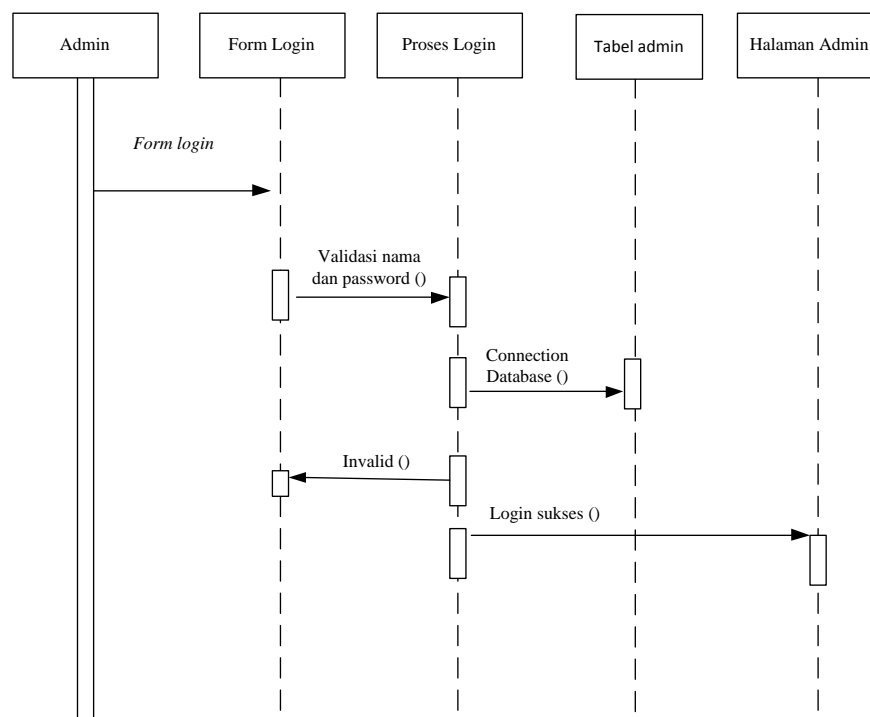 Admin
Form Login
Proses Login
Tabel admin
Halaman Admin
Form login
Validasi nama
dan password ()
Connection
Database ()
Invalid ()
Login sukses ()